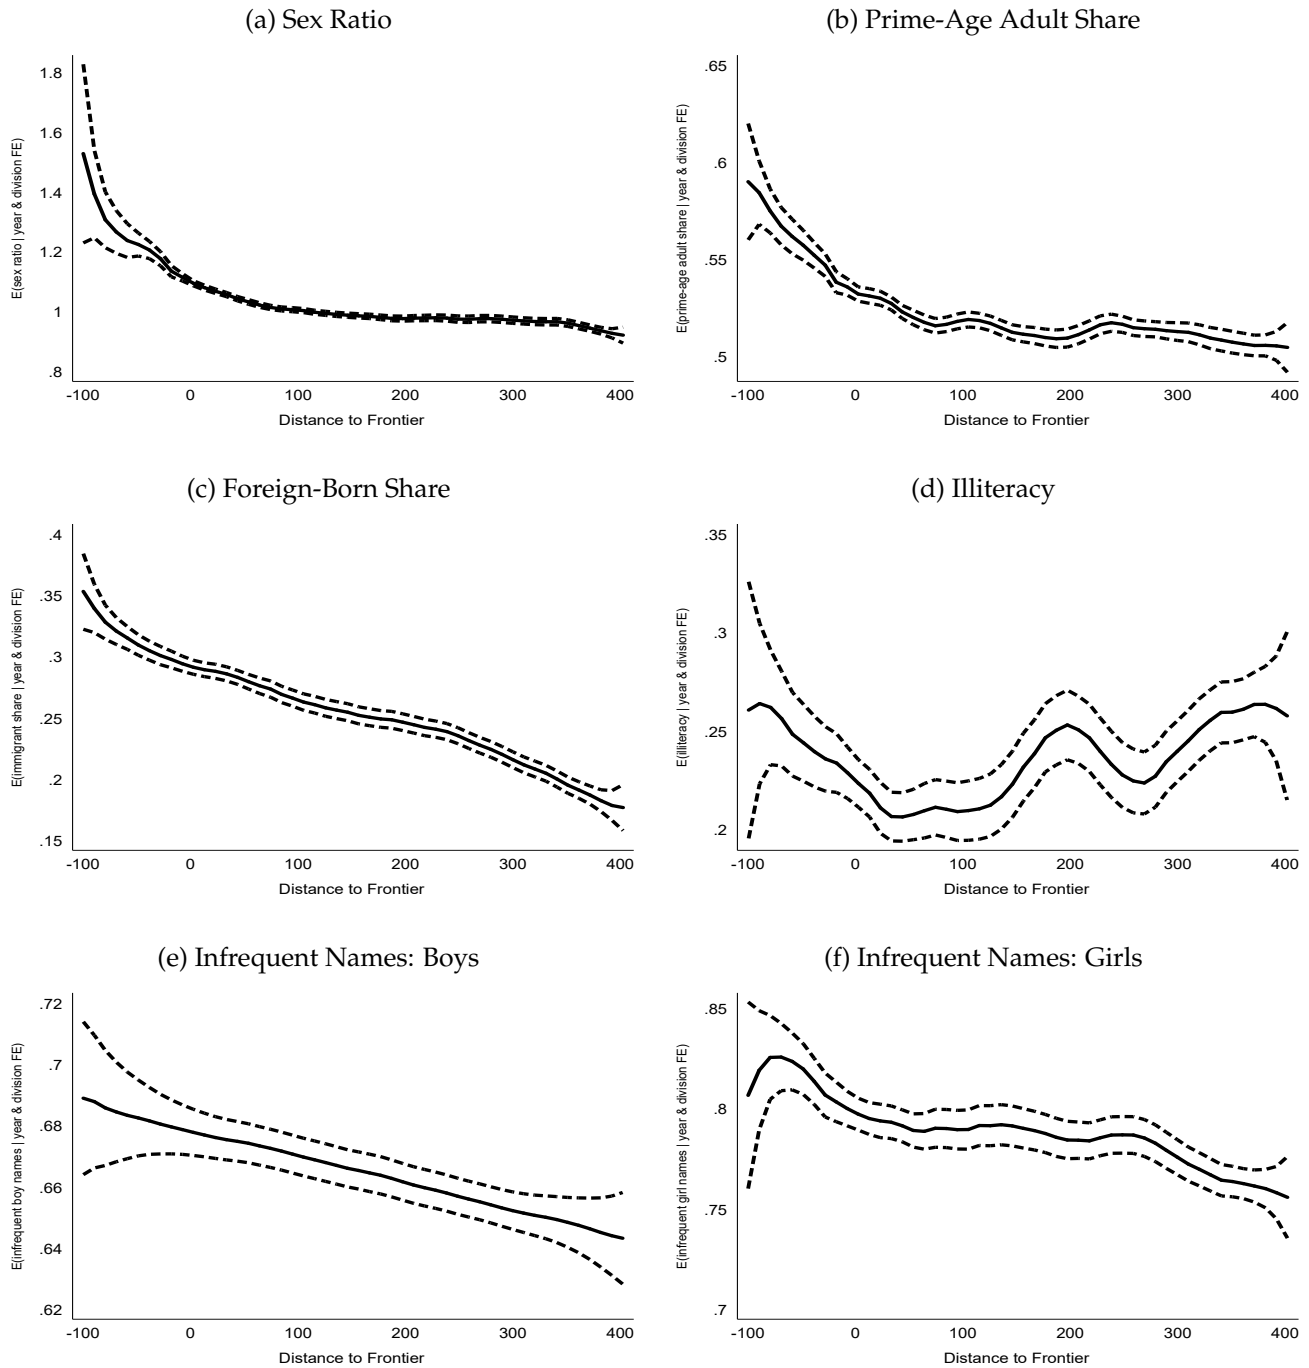 (a) Sex Ratio
E(sex ratio | year & division FE)
1.8
1.6
1.4
1.2
1
.8
-100 0 100 200 300 400
Distance to Frontier
(b) Prime-Age Adult Share
E(prime-age adult share | year & division FE)
.65
.6
.55
.5
-100 0 100 200 300 400
Distance to Frontier
(c) Foreign-Born Share
E(immigrant share | year & division FE)
.4
.35
.3
.25
.2
.15
-100 0 100 200 300 400
Distance to Frontier
(d) Illiteracy
E(illiteracy | year & division FE)
.35
.3
.25
.2
-100 0 100 200 300 400
Distance to Frontier
(e) Infrequent Names: Boys
E(infrequent boy names | year & division FE)
.72
.7
.68
.66
.64
.62
-100 0 100 200 300 400
Distance to Frontier
(f) Infrequent Names: Girls
E(infrequent girl names | year & division FE)
.85
.8
.75
.7
-100 0 100 200 300 400
Distance to Frontier